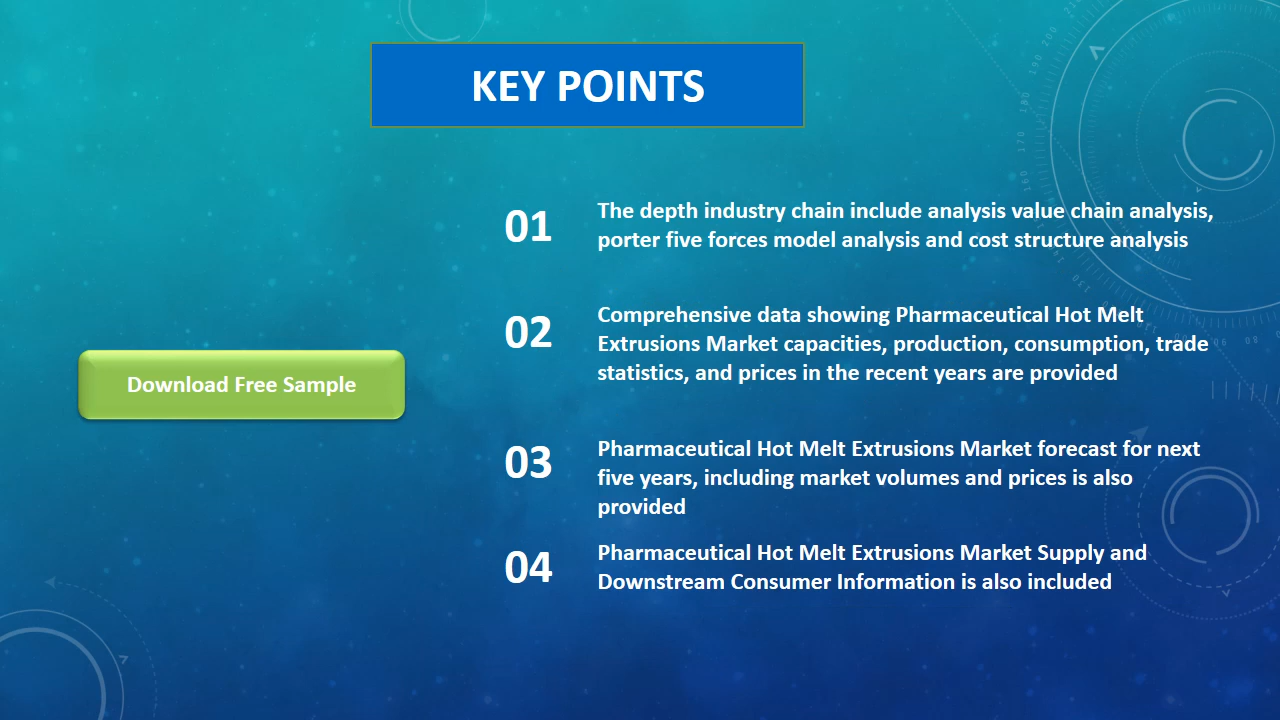 KEY POINTS
01
The depth industry chain include analysis value chain analysis,
porter five forces model analysis and cost structure analysis
02
Comprehensive data showing Pharmaceutical Hot Melt
Extrusions Market capacities, production, consumption, trade
statistics, and prices in the recent years are provided
Download Free Sample
03
Pharmaceutical Hot Melt Extrusions Market forecast for next
five years, including market volumes and prices is also
provided
04
Pharmaceutical Hot Melt Extrusions Market Supply and
Downstream Consumer Information is also included